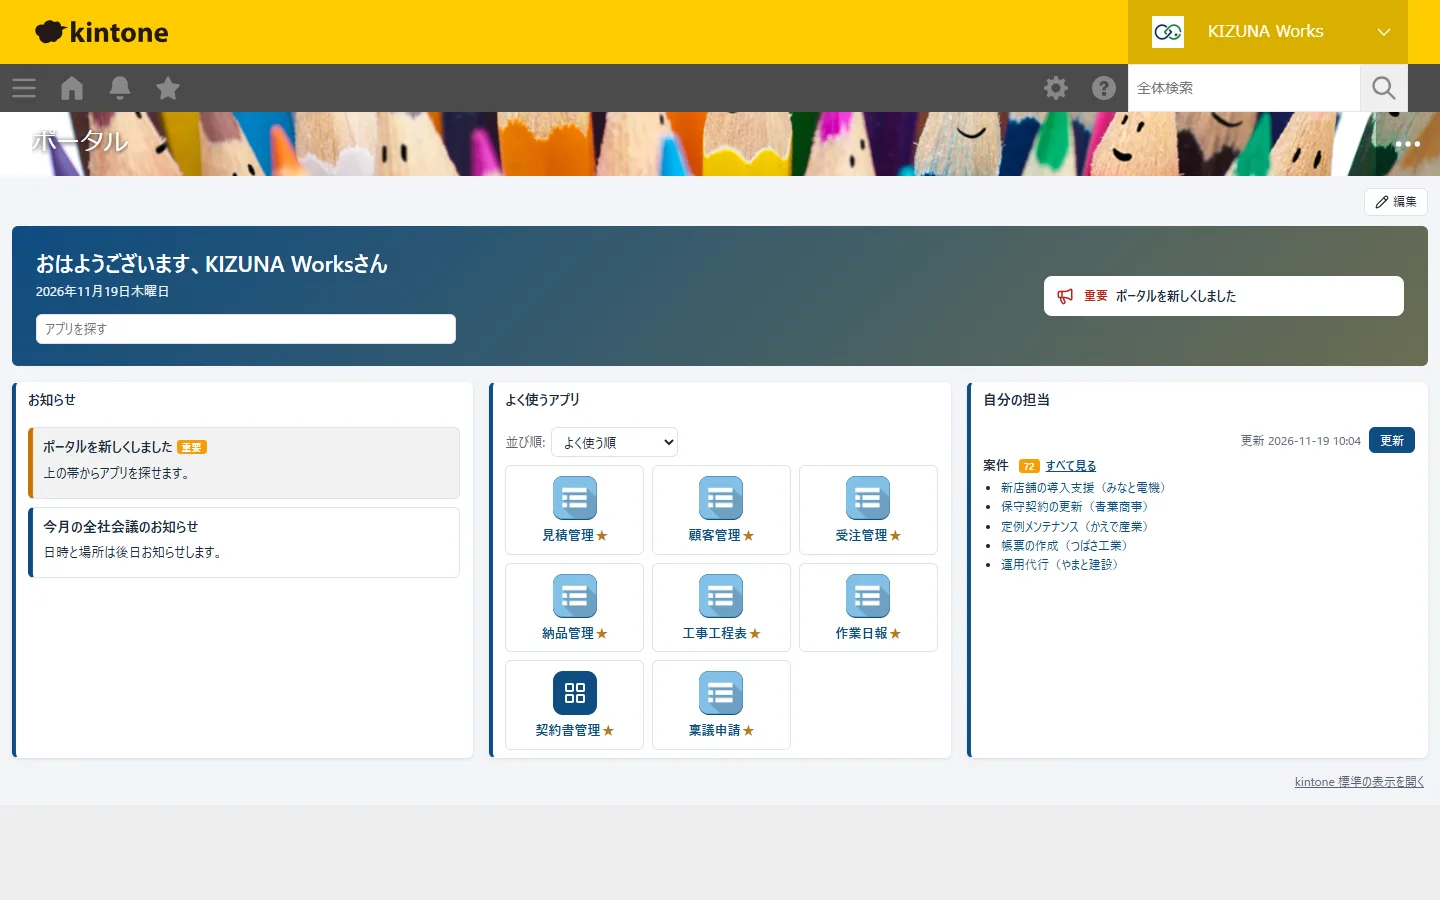 kintone
KIZUNA Works
全体検索
ポータル
編集
おはようございます、KIZUNA Worksさん
2026年11月19日木曜日
アプリを探す
重要 ポータルを新しくしました
お知らせ
ポータルを新しくしました 重要
上の帯からアプリを探せます。
今月の全社会議のお知らせ
日時と場所は後日お知らせします。
よく使うアプリ
並び順: よく使う順
見積管理★
顧客管理★
受注管理★
納品管理★
工事工程表★
作業日報★
契約書管理★
稟議申請★
自分の担当
更新 2026-11-19 10:04 更新
案件 72 すべて見る
新店舗の導入支援（みなと電機）
保守契約の更新（青葉商事）
定例メンテナンス（かえで産業）
帳票の作成（つばさ工業）
運用代行（やまと建設）
kintone 標準の表示を開く